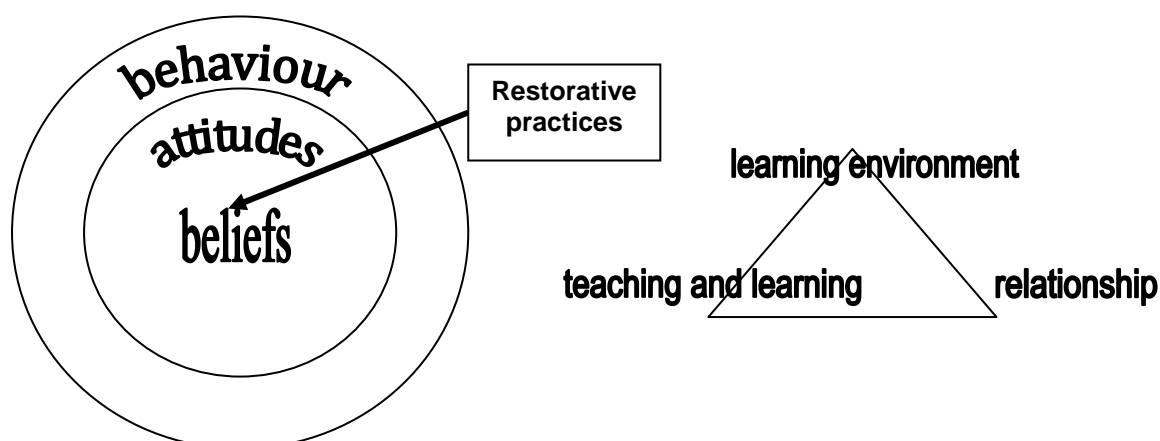 behaviour
attitudes
beliefs
Restorative
practices
learning environment
teaching and learning
relationship